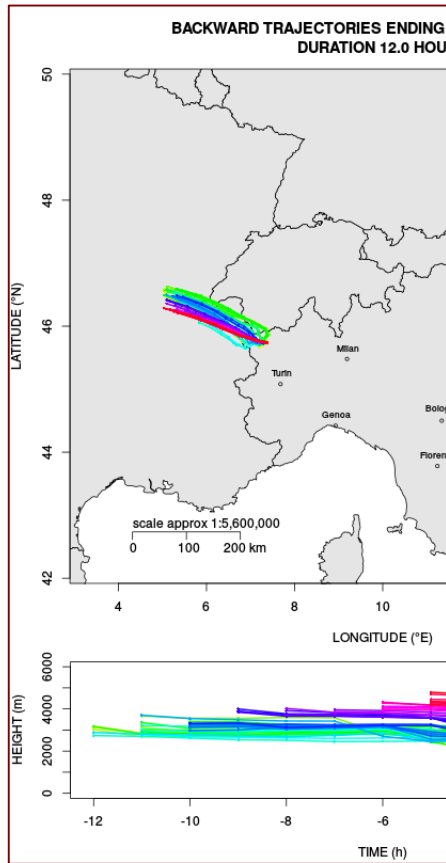 BACKWARD TRAJECTORIES ENDING
DURATION 12.0 HOU
50
48
46
44
42
LATITUDE (°N)
Milan
Turin
Genoa
Bolog
Floren
scale approx 1:5,600,000
0 100 200 km
4 6 8 10
LONGITUDE (°E)
6000
4000
2000
0
HEIGHT (m)
-12 -10 -8 -6
TIME (h)